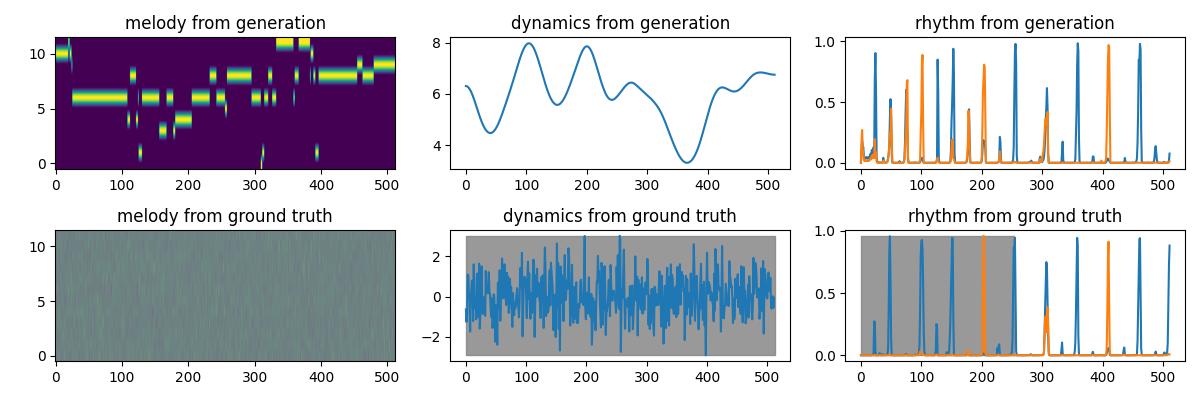 melody from generation
10
5
0
0 100 200 300 400 500
dynamics from generation
8
6
4
0 100 200 300 400 500
rhythm from generation
1.0
0.5
0.0
0 100 200 300 400 500
melody from ground truth
10
5
0
0 100 200 300 400 500
dynamics from ground truth
2
0
−2
0 100 200 300 400 500
rhythm from ground truth
1.0
0.5
0.0
0 100 200 300 400 500